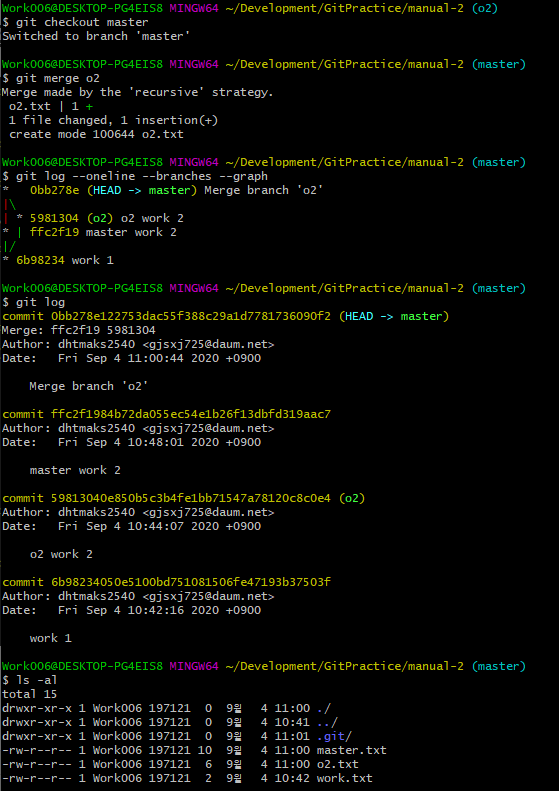 Work006@DESKTOP-PG4EIS8 MINGW64 ~/Development/GitPractice/manual-2 (o2)
$ git checkout master
Switched to branch 'master'

Work006@DESKTOP-PG4EIS8 MINGW64 ~/Development/GitPractice/manual-2 (master)
$ git merge o2
Merge made by the 'recursive' strategy.
 o2.txt | 1 +
 1 file changed, 1 insertion(+)
 create mode 100644 o2.txt

Work006@DESKTOP-PG4EIS8 MINGW64 ~/Development/GitPractice/manual-2 (master)
$ git log --oneline --branches --graph
*   0bb278e (HEAD -> master) Merge branch 'o2'
|\
| * 5981304 (o2) o2 work 2
* | ffc2f19 master work 2
|/
* 6b98234 work 1

Work006@DESKTOP-PG4EIS8 MINGW64 ~/Development/GitPractice/manual-2 (master)
$ git log
commit 0bb278e122753dac55f388c29a1d7781736090f2 (HEAD -> master)
Merge: ffc2f19 5981304
Author: dhtmaks2540 <gjsxj725@daum.net>
Date:   Fri Sep 4 11:00:44 2020 +0900

    Merge branch 'o2'

commit ffc2f1984b72da055ec54e1b26f13dbfd319aac7
Author: dhtmaks2540 <gjsxj725@daum.net>
Date:   Fri Sep 4 10:48:01 2020 +0900

    master work 2

commit 59813040e850b5c3b4fe1bb71547a78120c8c0e4 (o2)
Author: dhtmaks2540 <gjsxj725@daum.net>
Date:   Fri Sep 4 10:44:07 2020 +0900

    o2 work 2

commit 6b98234050e5100bd751081506fe47193b37503f
Author: dhtmaks2540 <gjsxj725@daum.net>
Date:   Fri Sep 4 10:42:16 2020 +0900

    work 1

Work006@DESKTOP-PG4EIS8 MINGW64 ~/Development/GitPractice/manual-2 (master)
$ ls -al
total 15
drwxr-xr-x 1 Work006 197121  0  9월   4 11:00 ./
drwxr-xr-x 1 Work006 197121  0  9월   4 10:41 ../
drwxr-xr-x 1 Work006 197121  0  9월   4 11:01 .git/
-rw-r--r-- 1 Work006 197121 10  9월   4 11:00 master.txt
-rw-r--r-- 1 Work006 197121  6  9월   4 11:00 o2.txt
-rw-r--r-- 1 Work006 197121  2  9월   4 10:42 work.txt